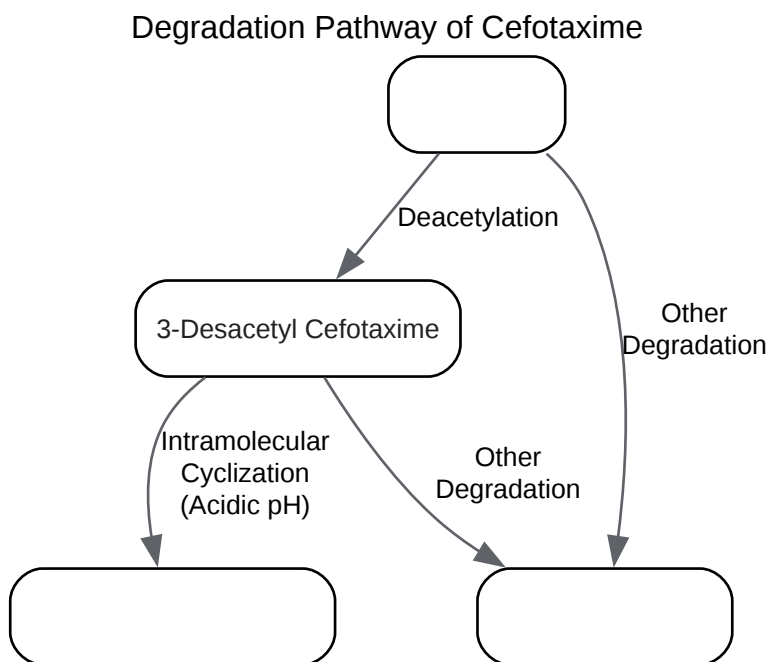 Degradation Pathway of Cefotaxime
Deacetylation
3-Desacetyl Cefotaxime
Other
Degradation
Intramolecular
Cyclization
(Acidic pH)
Other
Degradation